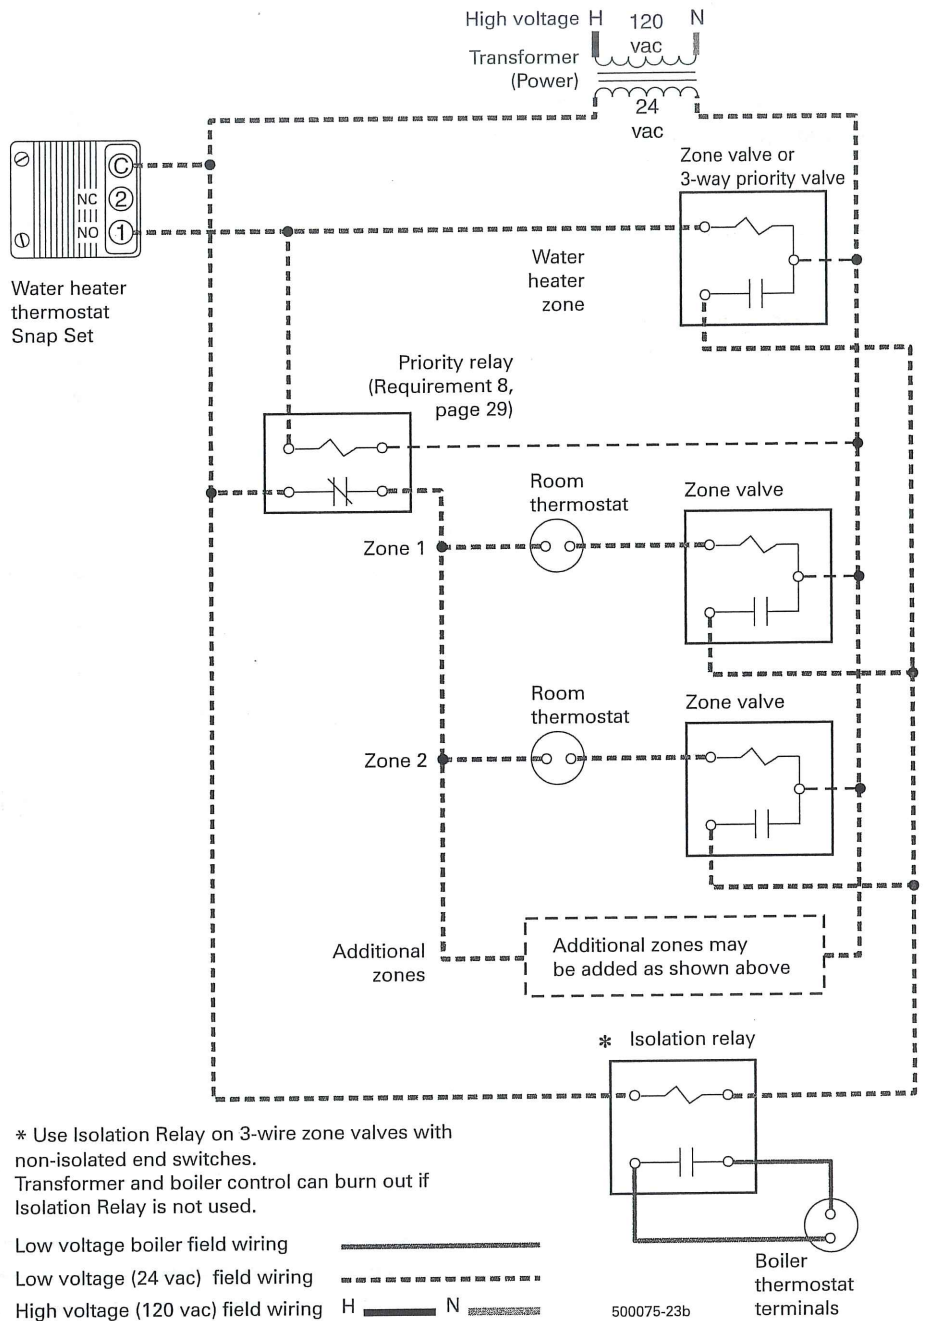 High voltage H 120 N
vac
Transformer
(Power)
24
vac
Zone valve or
3-way priority valve
C
NC 2
NO 1
Water heater
thermostat
Snap Set
Water
heater
zone
Priority relay
(Requirement 8,
page 29)
Room
thermostat
Zone valve
Zone 1
Room
thermostat
Zone valve
Zone 2
Additional
zones
Additional zones may
be added as shown above
* Isolation relay
* Use Isolation Relay on 3-wire zone valves with
non-isolated end switches.
Transformer and boiler control can burn out if
Isolation Relay is not used.
Low voltage boiler field wiring
Low voltage (24 vac) field wiring
High voltage (120 vac) field wiring H N
500075-23b
Boiler
thermostat
terminals